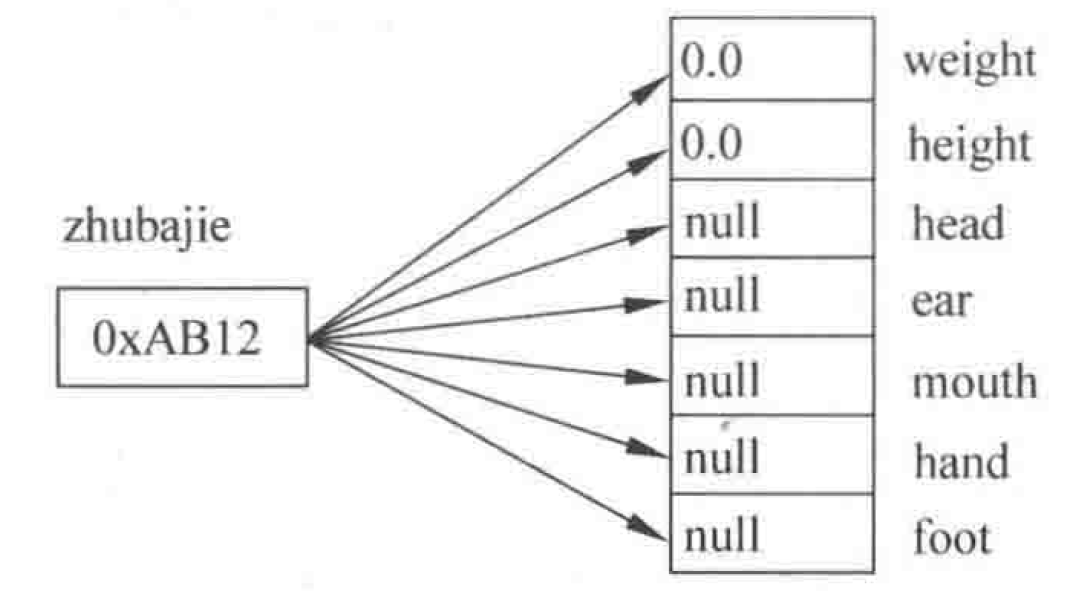 0.0 weight
0.0 height
zhubajie
null head
null ear
0xAB12
null mouth
null hand
null foot